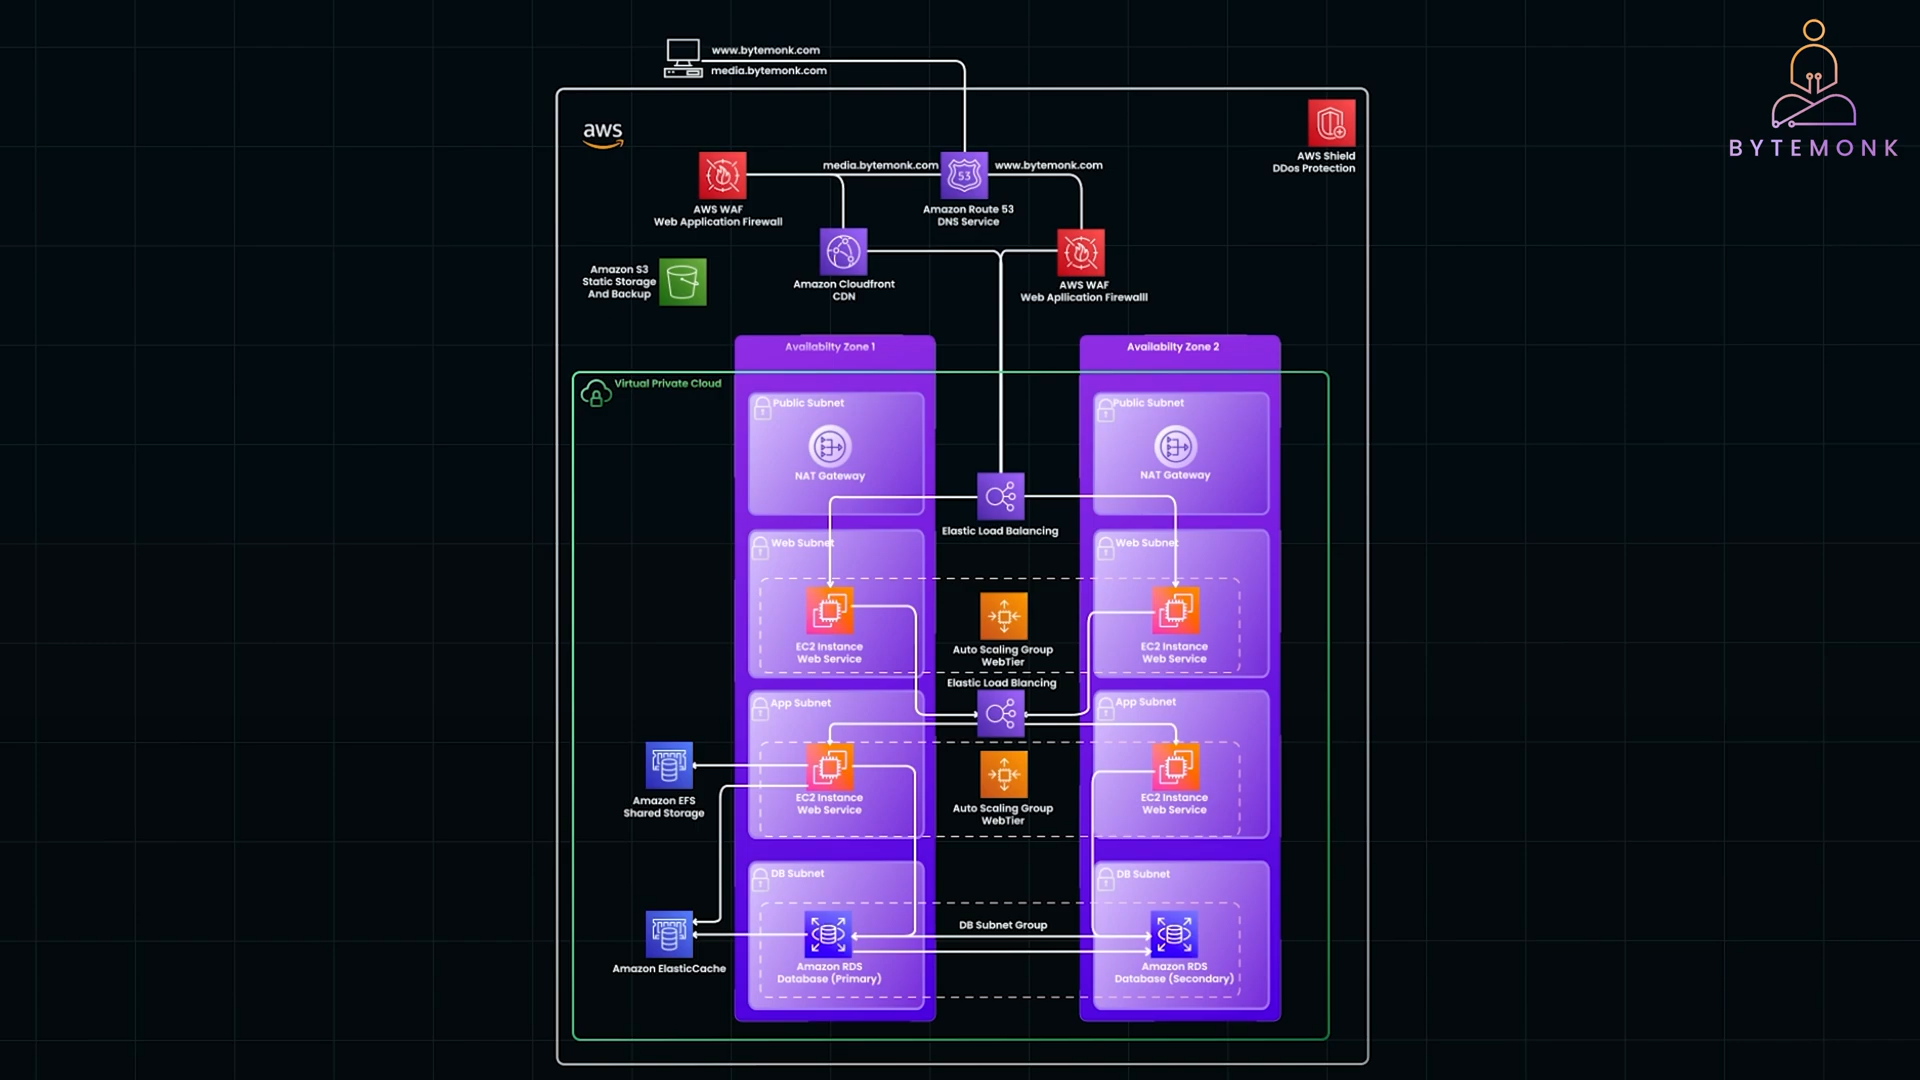 www.bytemonk.com
media.bytemonk.com
BYTEMONK
aws
AWS Shield
DDos Protection
media.bytemonk.com
www.bytemonk.com
53
AWS WAF
Web Application Firewall
Amazon Route 53
DNS Service
Amazon S3
Static Storage
And Backup
Amazon Cloudfront
CDN
AWS WAF
Web Apllication Firewalll
Availabilty Zone 1
Availabilty Zone 2
Virtual Private Cloud
Public Subnet
NAT Gateway
Public Subnet
NAT Gateway
Elastic Load Balancing
Web Subnet
EC2 Instance
Web Service
Auto Scaling Group
WebTier
Web Subnet
EC2 Instance
Web Service
Elastic Load Blancing
App Subnet
EC2 Instance
Web Service
Auto Scaling Group
WebTier
App Subnet
EC2 Instance
Web Service
Amazon EFS
Shared Storage
DB Subnet
Amazon RDS
Database (Primary)
DB Subnet Group
DB Subnet
Amazon RDS
Database (Secondary)
Amazon ElasticCache